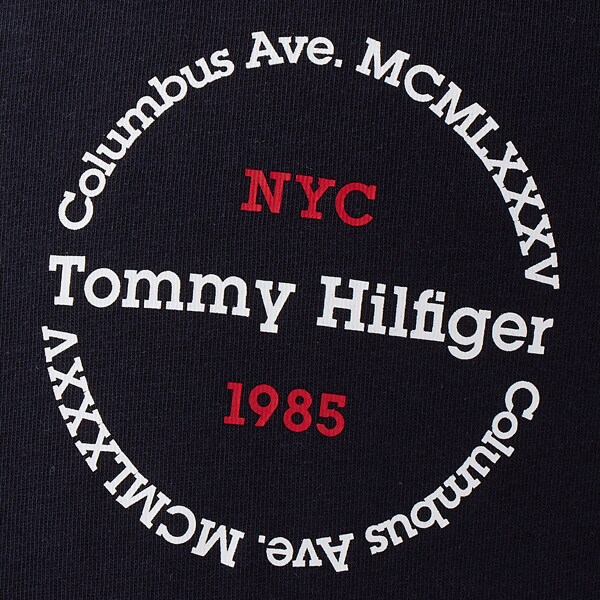 Columbus Ave. MCMLXXXV
NYC
Tommy Hilfiger
1985
Columbus Ave. MCMLXXXV